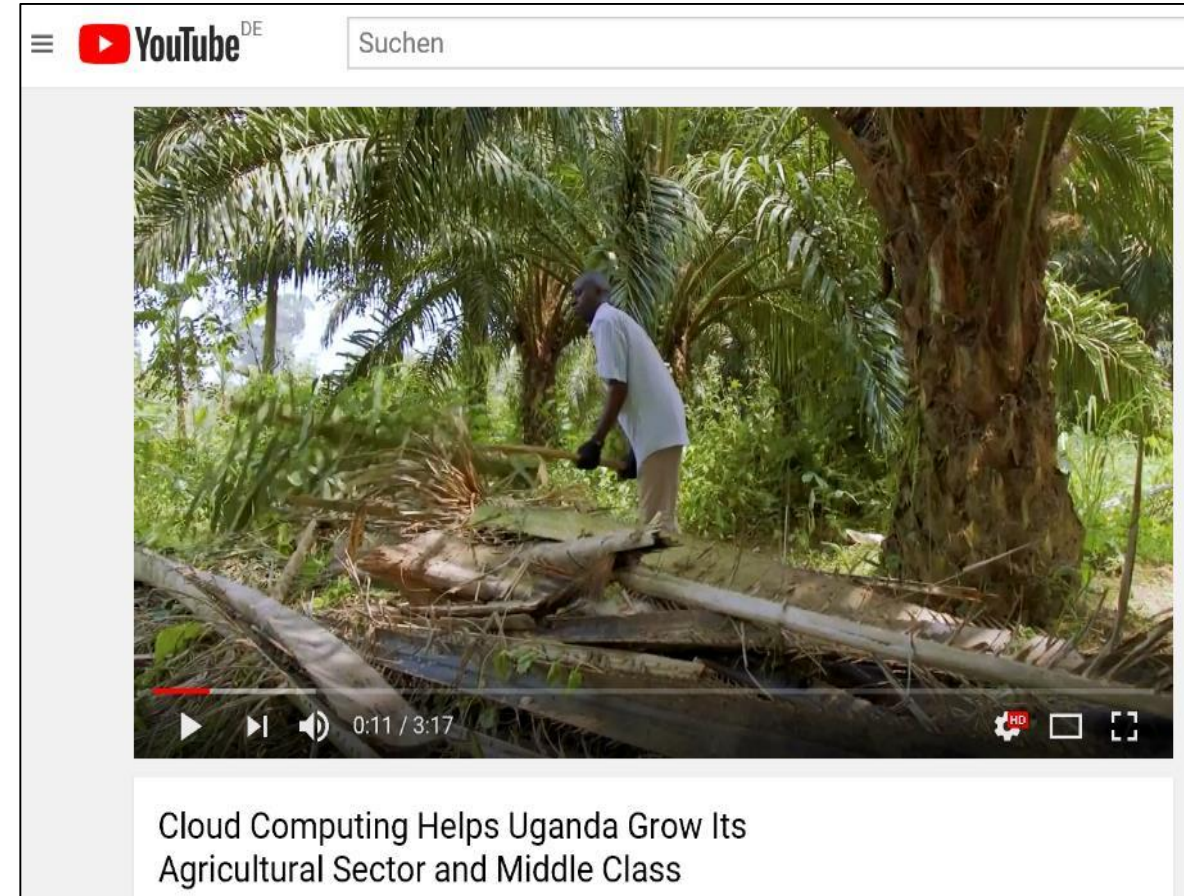 YouTube DE
Suchen
0:11 / 3:17
HD
Cloud Computing Helps Uganda Grow Its
Agricultural Sector and Middle Class